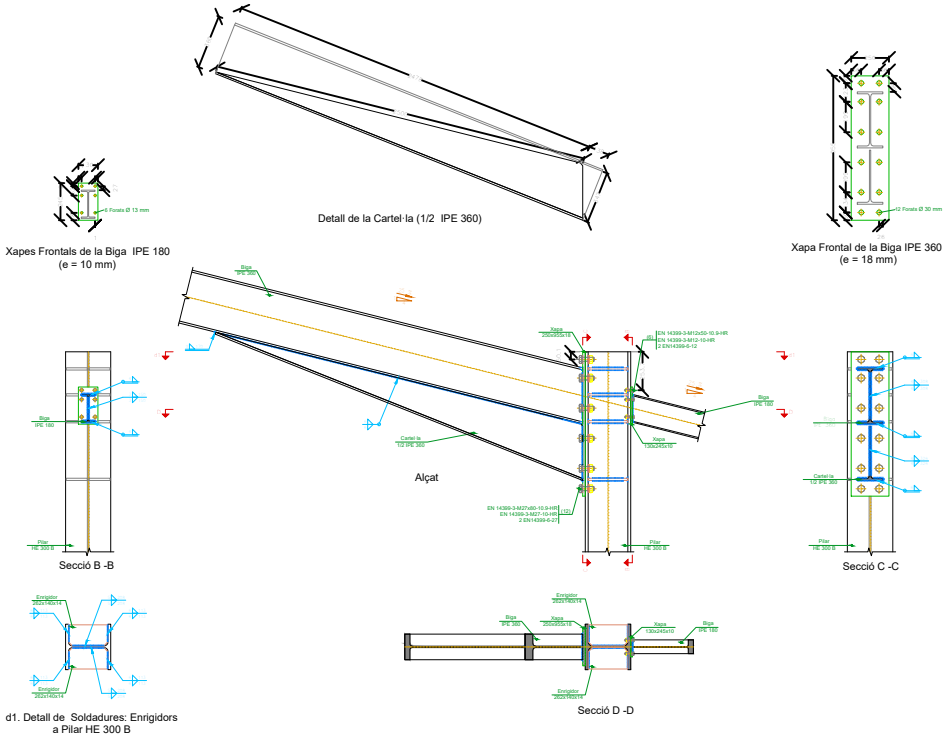 Detall de la Cartel·la (1/2 IPE 360)
6 Forats Ø 13 mm
12 Forats Ø 30 mm
Xapes Frontals de la Biga IPE 180
(e = 10 mm)
Xapa Frontal de la Biga IPE 360
(e = 18 mm)
Biga
IPE 360
Xapa
250x955x18
(6)
EN 14399-3-M12x50-10.9-HR
EN 14399-3-M12-10-HR
2 EN14399-6-12
Biga
IPE 180
Biga
IPE 180
Xapa
130x245x10
Cartel·la
1/2 IPE 360
Cartel·la
1/2 IPE 360
Alçat
EN 14399-3-M27x80-10.9-HR
EN 14399-3-M27-10-HR
2 EN14399-6-27
(12)
Pilar
HE 300 B
Pilar
HE 300 B
Pilar
HE 300 B
Secció B -B
Secció C -C
Enrigidor
262x140x14
Enrigidor
262x140x14
Biga
IPE 360
Xapa
250x955x18
Enrigidor
262x140x14
Xapa
130x245x10
Biga
IPE 180
Enrigidor
262x140x14
Secció D -D
d1. Detall de Soldadures: Enrigidors
a Pilar HE 300 B